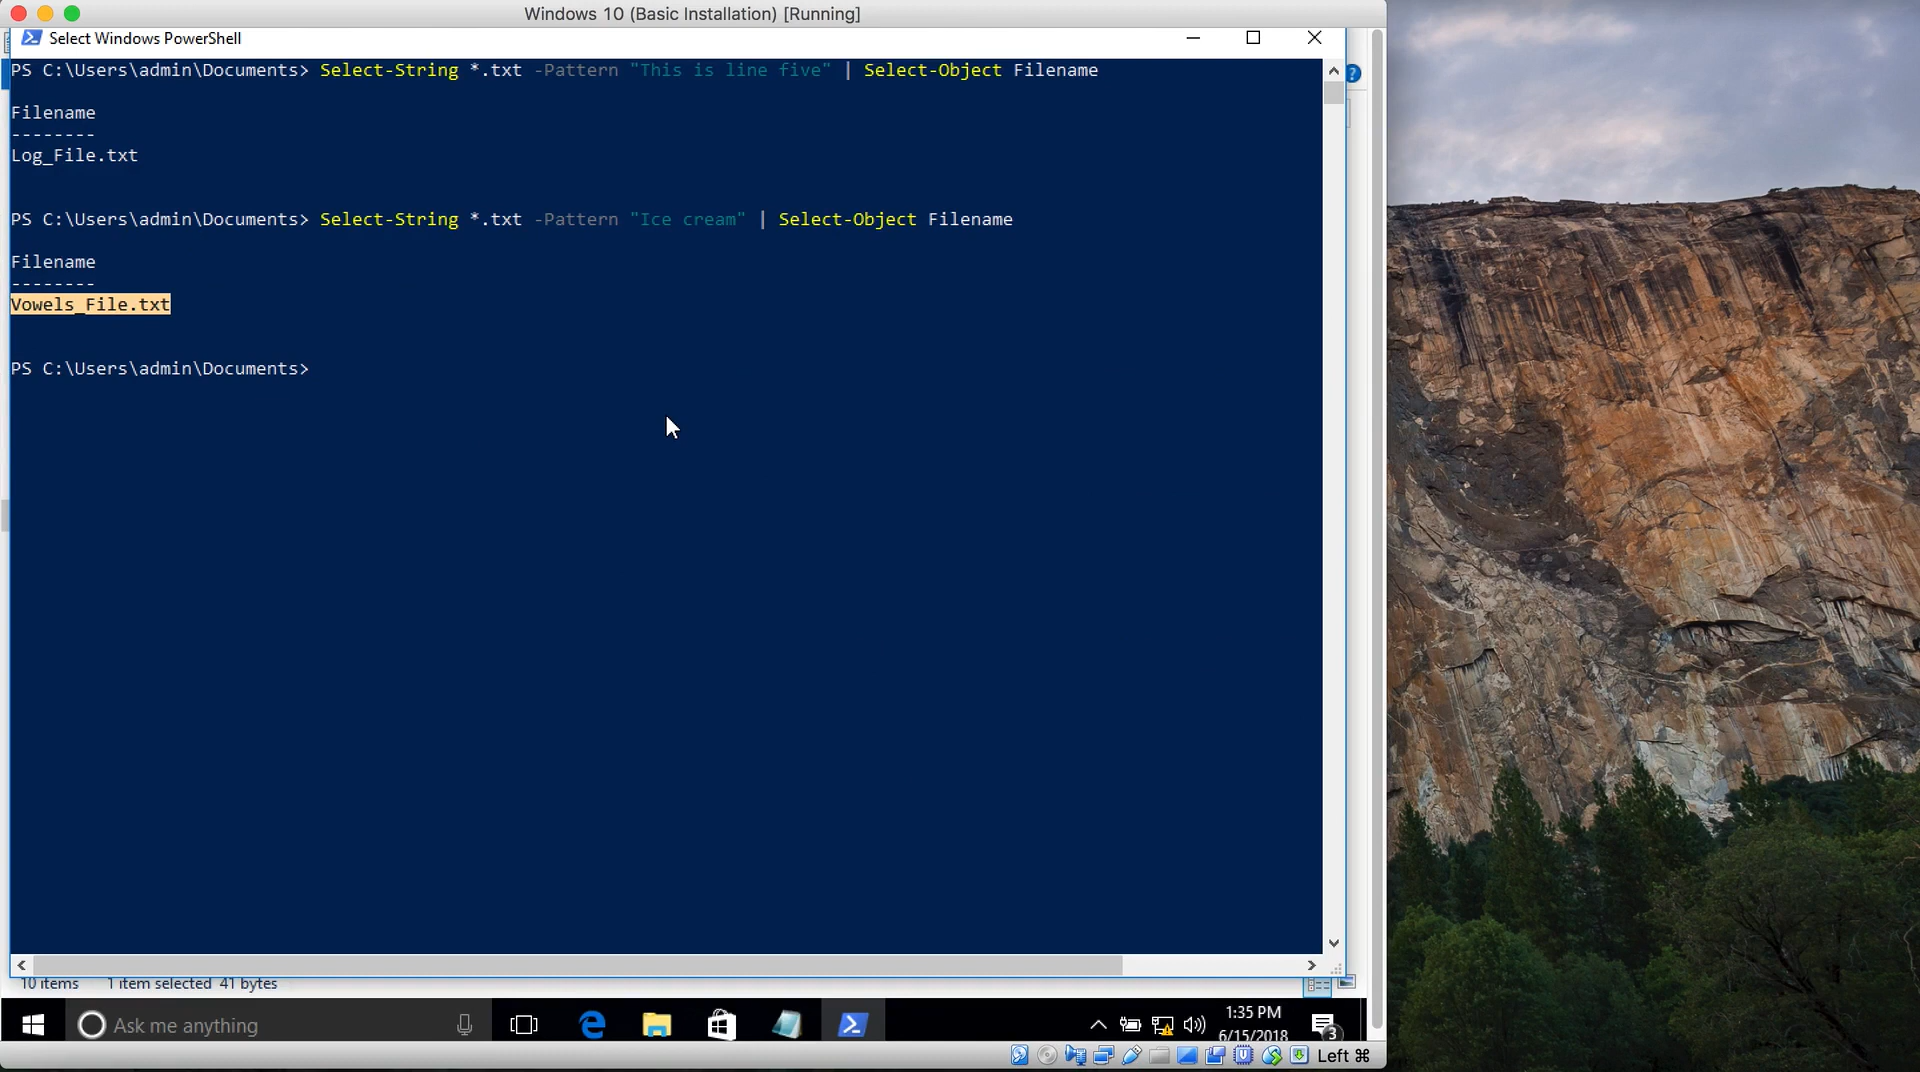 Windows 10 (Basic Installation) [Running]
Select Windows PowerShell
PS C:\Users\admin\Documents> Select-String *.txt -Pattern "This is line five" | Select-Object Filename
Filename
--------
Log_File.txt
PS C:\Users\admin\Documents> Select-String *.txt -Pattern "Ice cream" | Select-Object Filename
Filename
--------
Vowels_File.txt
PS C:\Users\admin\Documents>
10 items 1 item selected 41 bytes
Ask me anything
1:35 PM
6/15/2018
3
Left ⌘